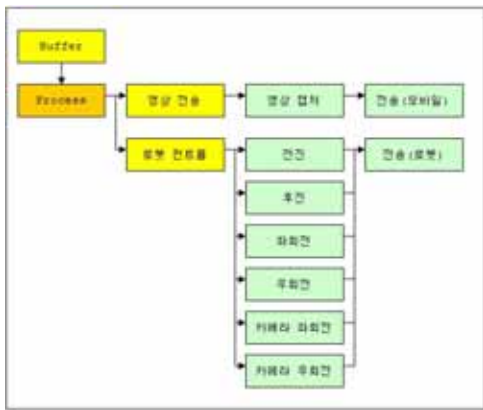 Buffer
Process
영상 전송
영상 캡쳐
전송(모바일)
로봇 컨트롤
전진
전송(로봇)
후진
좌회전
우회전
카메라 좌회전
카메라 우회전